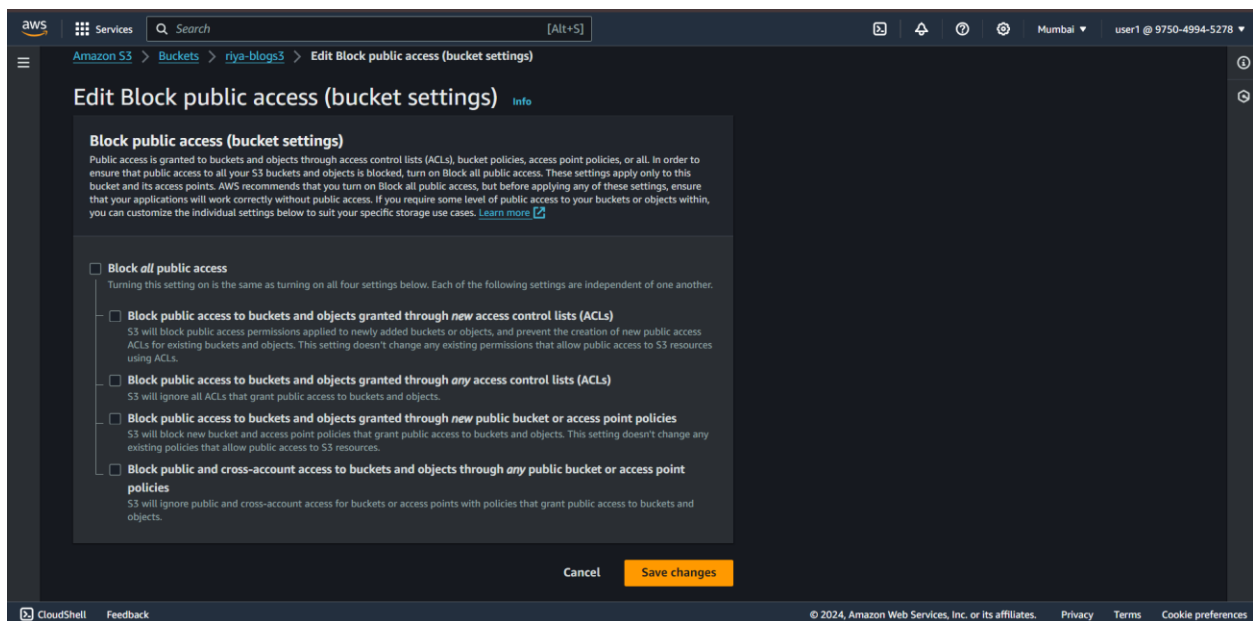 aws
Services
Search
[Alt+S]
Mumbai
user1 @ 9750-4994-5278
Amazon S3 > Buckets > riya-blogs3 > Edit Block public access (bucket settings)
Edit Block public access (bucket settings) Info
Block public access (bucket settings)
Public access is granted to buckets and objects through access control lists (ACLs), bucket policies, access point policies, or all. In order to
ensure that public access to all your S3 buckets and objects is blocked, turn on Block all public access. These settings apply only to this
bucket and its access points. AWS recommends that you turn on Block all public access, but before applying any of these settings, ensure
that your applications will work correctly without public access. If you require some level of public access to your buckets or objects within,
you can customize the individual settings below to suit your specific storage use cases. Learn more
Block all public access
Turning this setting on is the same as turning on all four settings below. Each of the following settings are independent of one another.
Block public access to buckets and objects granted through new access control lists (ACLs)
S3 will block public access permissions applied to newly added buckets or objects, and prevent the creation of new public access
ACLs for existing buckets and objects. This setting doesn't change any existing permissions that allow public access to S3 resources
using ACLs.
Block public access to buckets and objects granted through any access control lists (ACLs)
S3 will ignore all ACLs that grant public access to buckets and objects.
Block public access to buckets and objects granted through new public bucket or access point policies
S3 will block new bucket and access point policies that grant public access to buckets and objects. This setting doesn't change any
existing policies that allow public access to S3 resources.
Block public and cross-account access to buckets and objects through any public bucket or access point
policies
S3 will ignore public and cross-account access for buckets or access points with policies that grant public access to buckets and
objects.
Cancel
Save changes
CloudShell
Feedback
© 2024, Amazon Web Services, Inc. or its affiliates.
Privacy
Terms
Cookie preferences